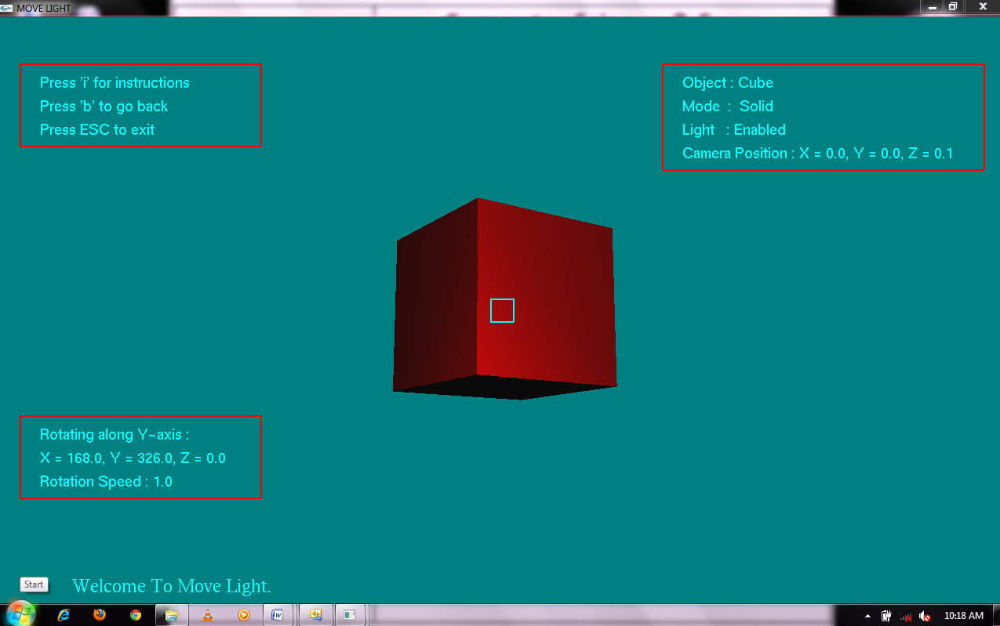 MOVE LIGHT
Press 'i' for instructions
Press 'b' to go back
Press ESC to exit
Object : Cube
Mode : Solid
Light : Enabled
Camera Position : X = 0.0, Y = 0.0, Z = 0.1
Rotating along Y-axis :
X = 168.0, Y = 326.0, Z = 0.0
Rotation Speed : 1.0
Start
Welcome To Move Light.
10:18 AM